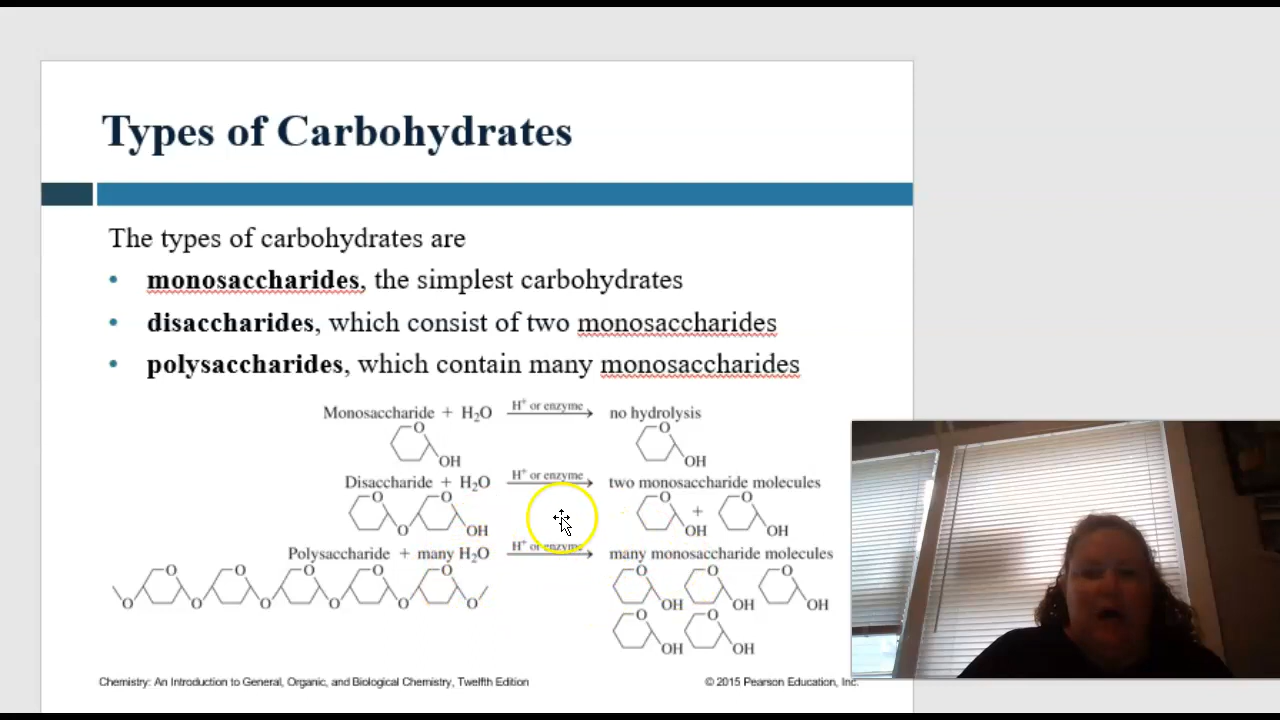 Types of Carbohydrates
The types of carbohydrates are
• monosaccharides, the simplest carbohydrates
• disaccharides, which consist of two monosaccharides
• polysaccharides, which contain many monosaccharides
Monosaccharide + H₂O H⁺ or enzyme no hydrolysis
O O
OH OH
Disaccharide + H₂O H⁺ or enzyme two monosaccharide molecules
O O O + O
O OH OH OH
Polysaccharide + many H₂O H⁺ or enzyme many monosaccharide molecules
O O O O O O O O
O O O O O O OH OH OH
O O
OH OH
Chemistry: An Introduction to General, Organic, and Biological Chemistry, Twelfth Edition © 2015 Pearson Education, Inc.